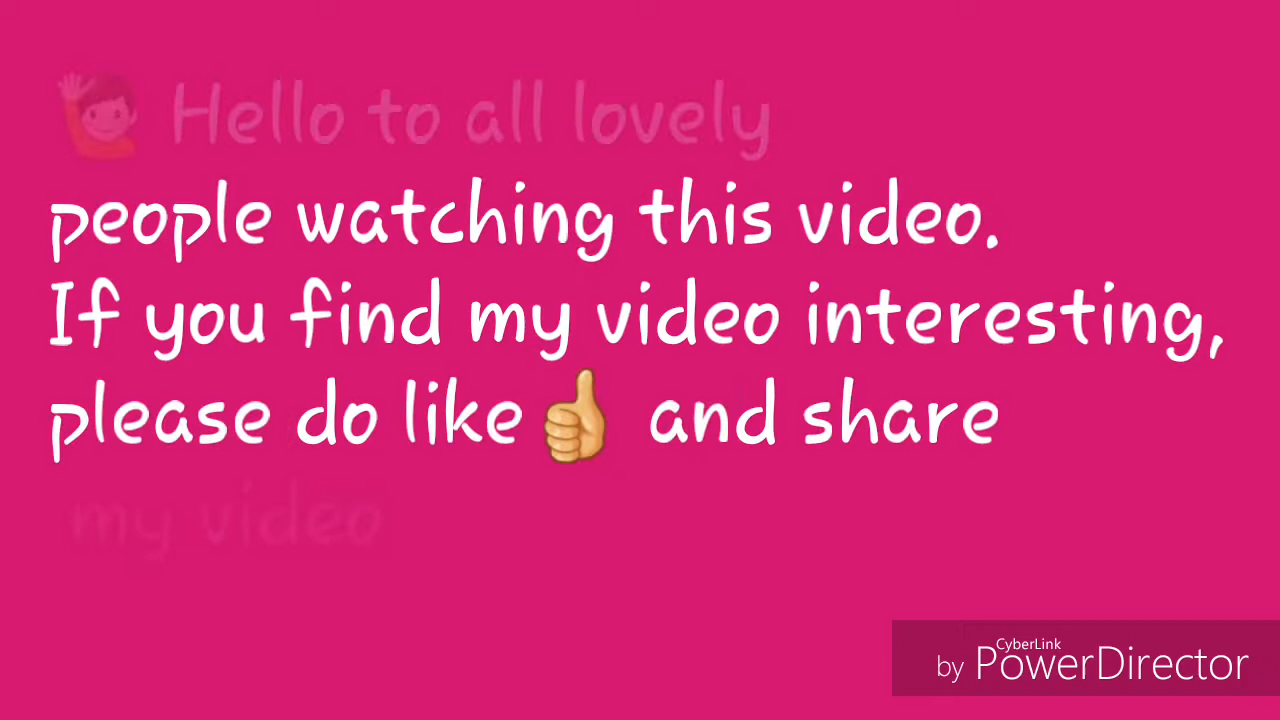 🙋 Hello to all lovely
people watching this video.
If you find my video interesting,
please do like👍 and share
my video
by CyberLink PowerDirector